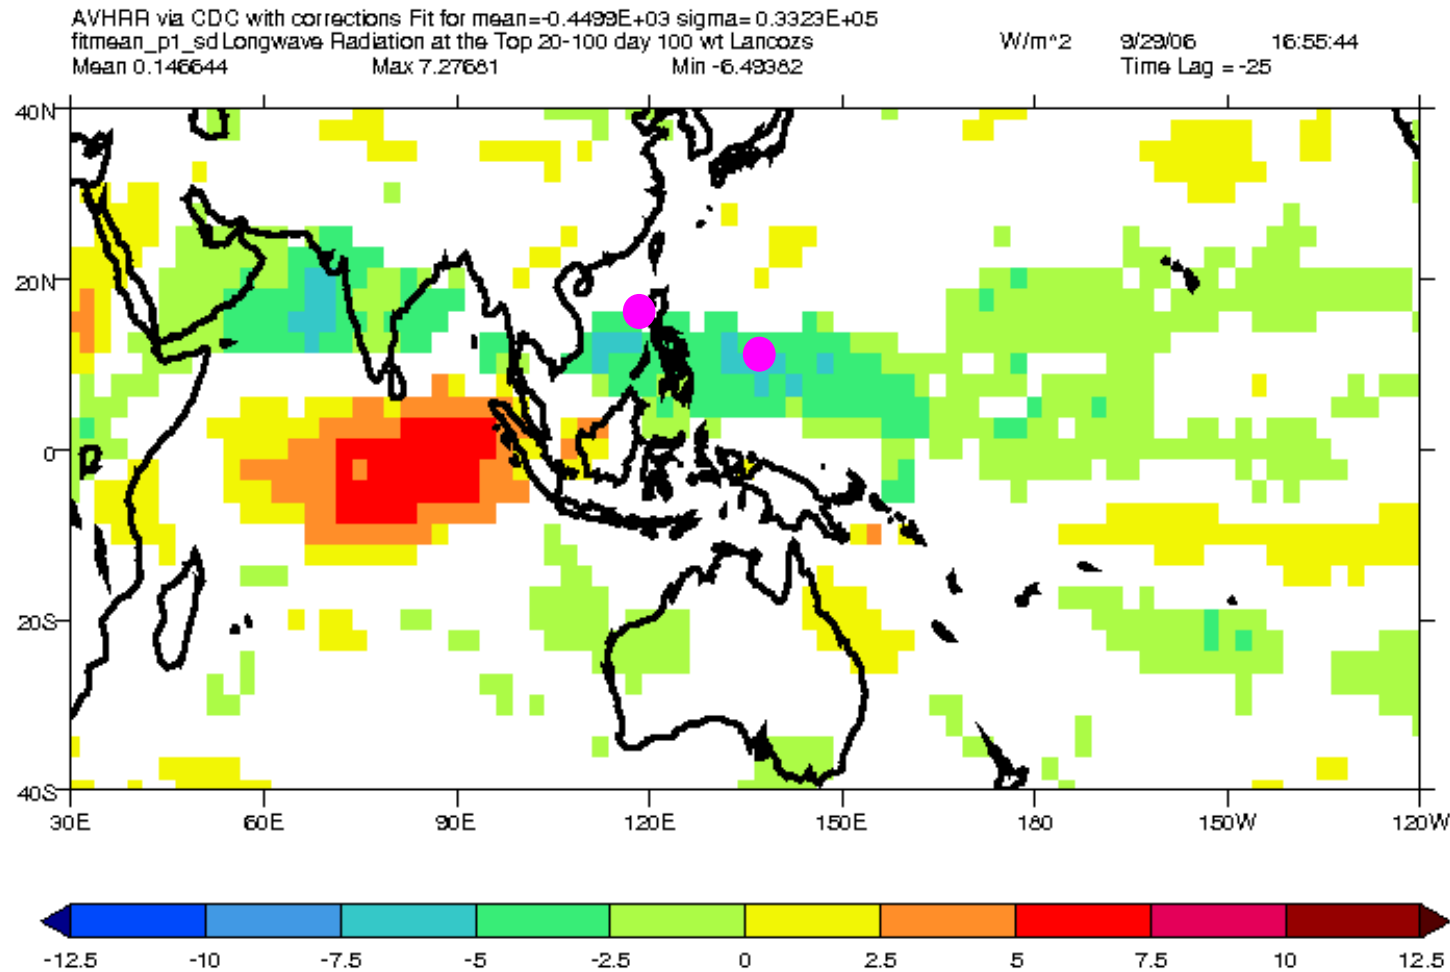 AVHRR via CDC with corrections Fit for mean=-0.4499E+03 sigma= 0.3323E+05
fitmean_p1_sd Longwave Radiation at the Top 20-100 day 100 wt Lancozs W/m^2 9/29/06 16:55:44
Mean 0.146644 Max 7.27681 Min -6.49382 Time Lag = -25
40N
20N
0
20S
40S
30E 60E 90E 120E 150E 180 150W 120W
-12.5 -10 -7.5 -5 -2.5 0 2.5 5 7.5 10 12.5